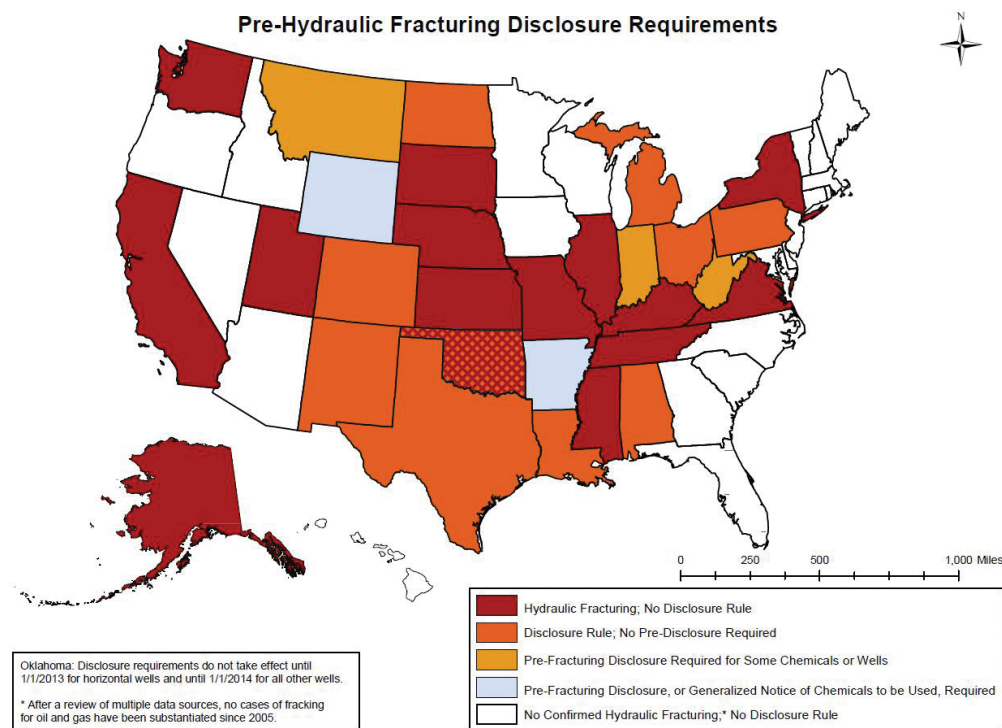 Pre-Hydraulic Fracturing Disclosure Requirements
N
0 250 500 1,000 Miles
Hydraulic Fracturing; No Disclosure Rule
Disclosure Rule; No Pre-Disclosure Required
Pre-Fracturing Disclosure Required for Some Chemicals or Wells
Pre-Fracturing Disclosure, or Generalized Notice of Chemicals to be Used, Required
No Confirmed Hydraulic Fracturing;* No Disclosure Rule
Oklahoma: Disclosure requirements do not take effect until
1/1/2013 for horizontal wells and until 1/1/2014 for all other wells.
* After a review of multiple data sources, no cases of fracking
for oil and gas have been substantiated since 2005.